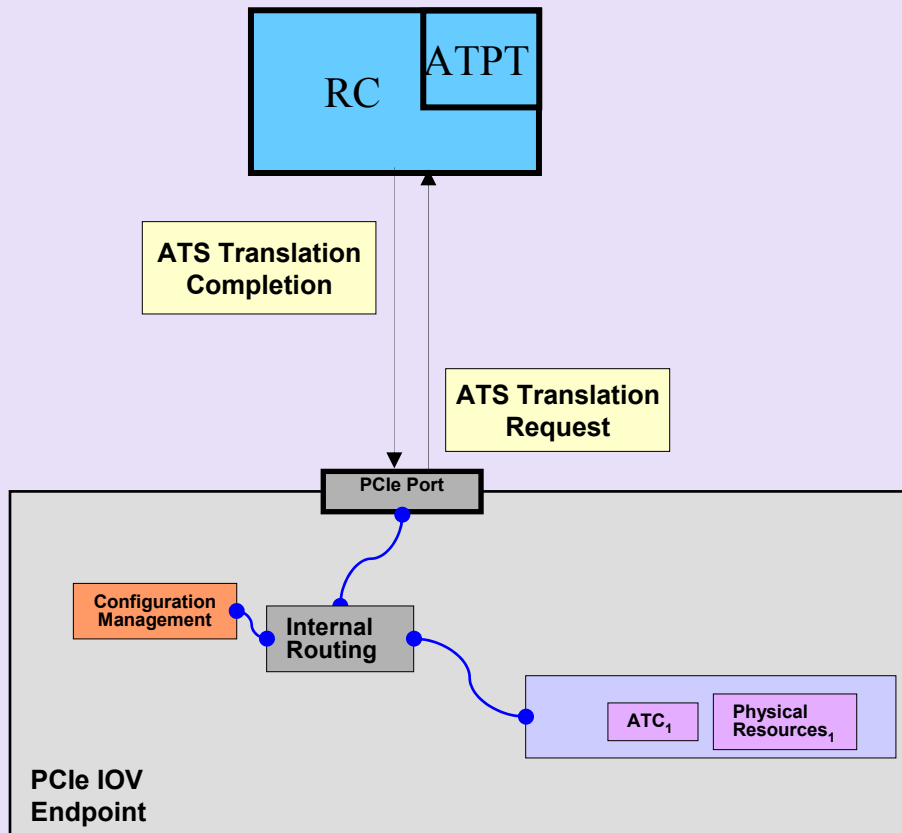 ATPT
RC
ATS Translation
Completion
ATS Translation
Request
PCIe Port
Configuration
Management
Internal
Routing
ATC1
Physical
Resources1
PCIe IOV
Endpoint